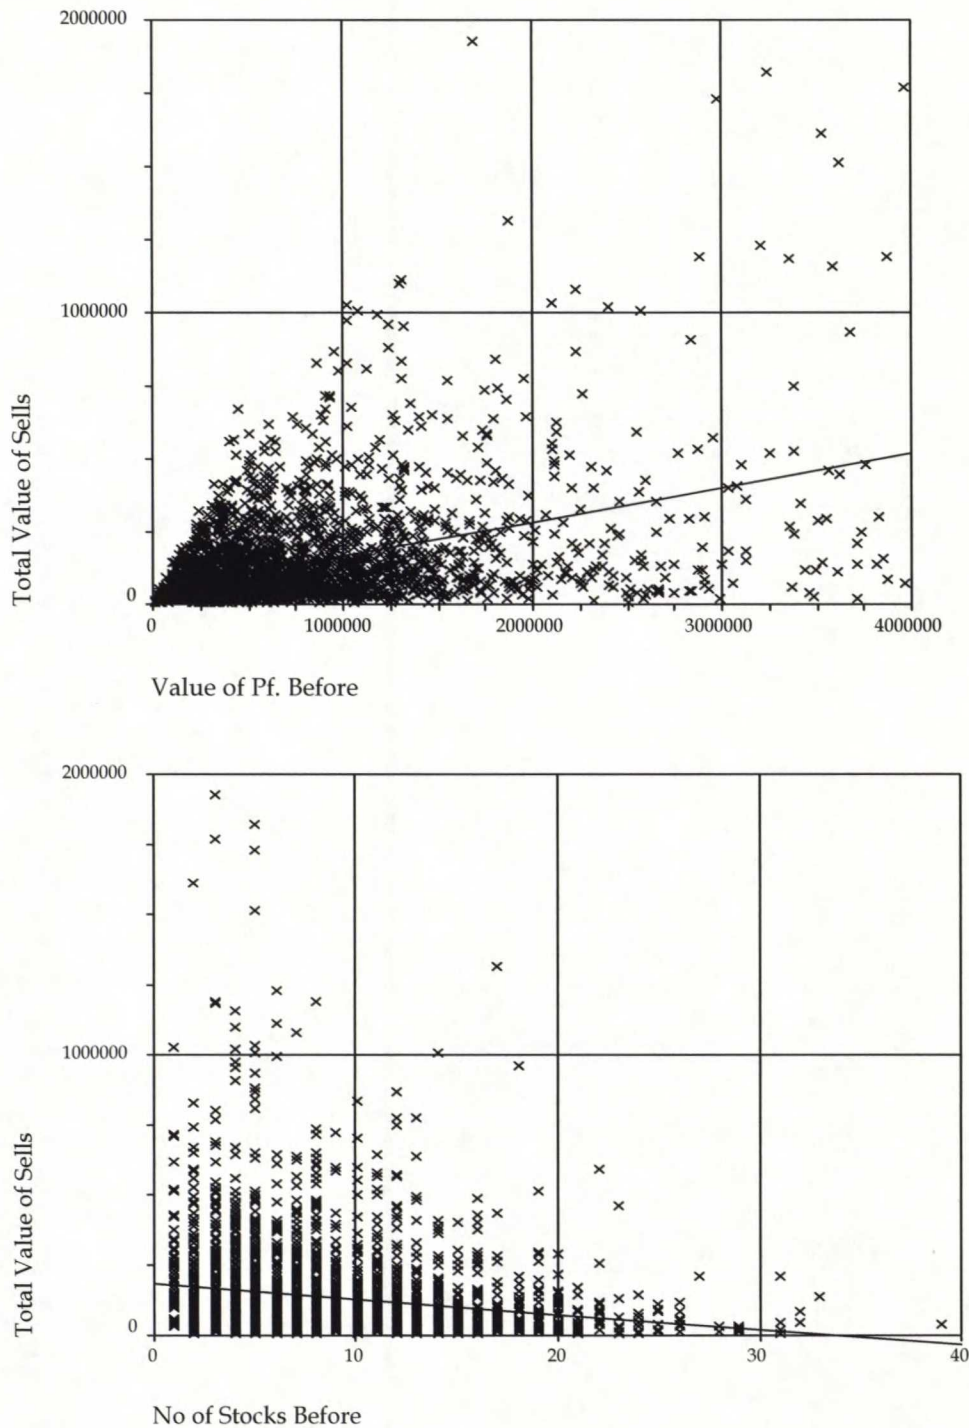 2000000
1000000
0
Total Value of Sells
0 1000000 2000000 3000000 4000000
Value of Pf. Before
2000000
1000000
0
Total Value of Sells
0 10 20 30 40
No of Stocks Before